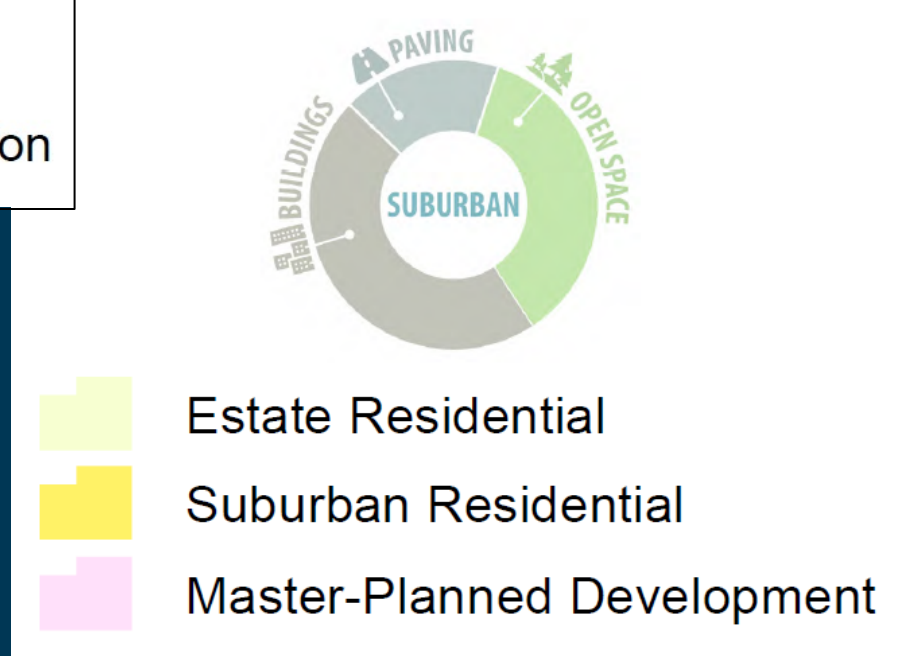 on
PAVING
BUILDINGS
OPEN SPACE
SUBURBAN
Estate Residential
Suburban Residential
Master-Planned Development